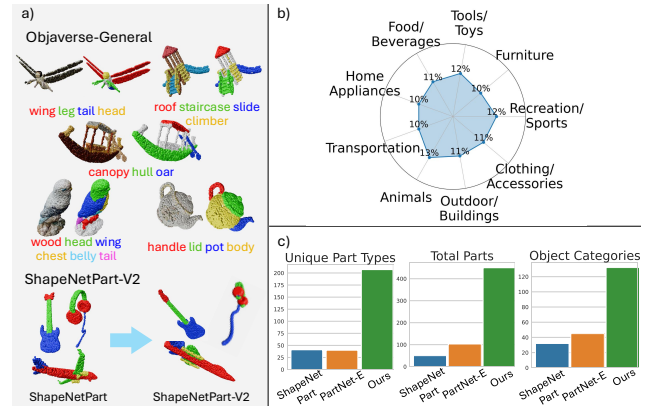 a)
Objaverse-General
wing leg tail head
roof staircase slide
climber
canopy hull oar
wood head wing
chest belly tail
handle lid pot body
ShapeNetPart-V2
ShapeNetPart
ShapeNetPart-V2
b)
Tools/
Toys
Food/
Beverages
Furniture
Home
Appliances
Recreation/
Sports
Transportation
Clothing/
Accessories
Animals
Outdoor/
Buildings
12%
11%
10%
10%
12%
10%
11%
13%
11%
c)
Unique Part Types
200
175
150
125
100
75
50
25
0
ShapeNet
Part
PartNet-E
Ours
Total Parts
400
300
200
100
0
ShapeNet
Part
PartNet-E
Ours
Object Categories
120
100
80
60
40
20
0
ShapeNet
Part
PartNet-E
Ours